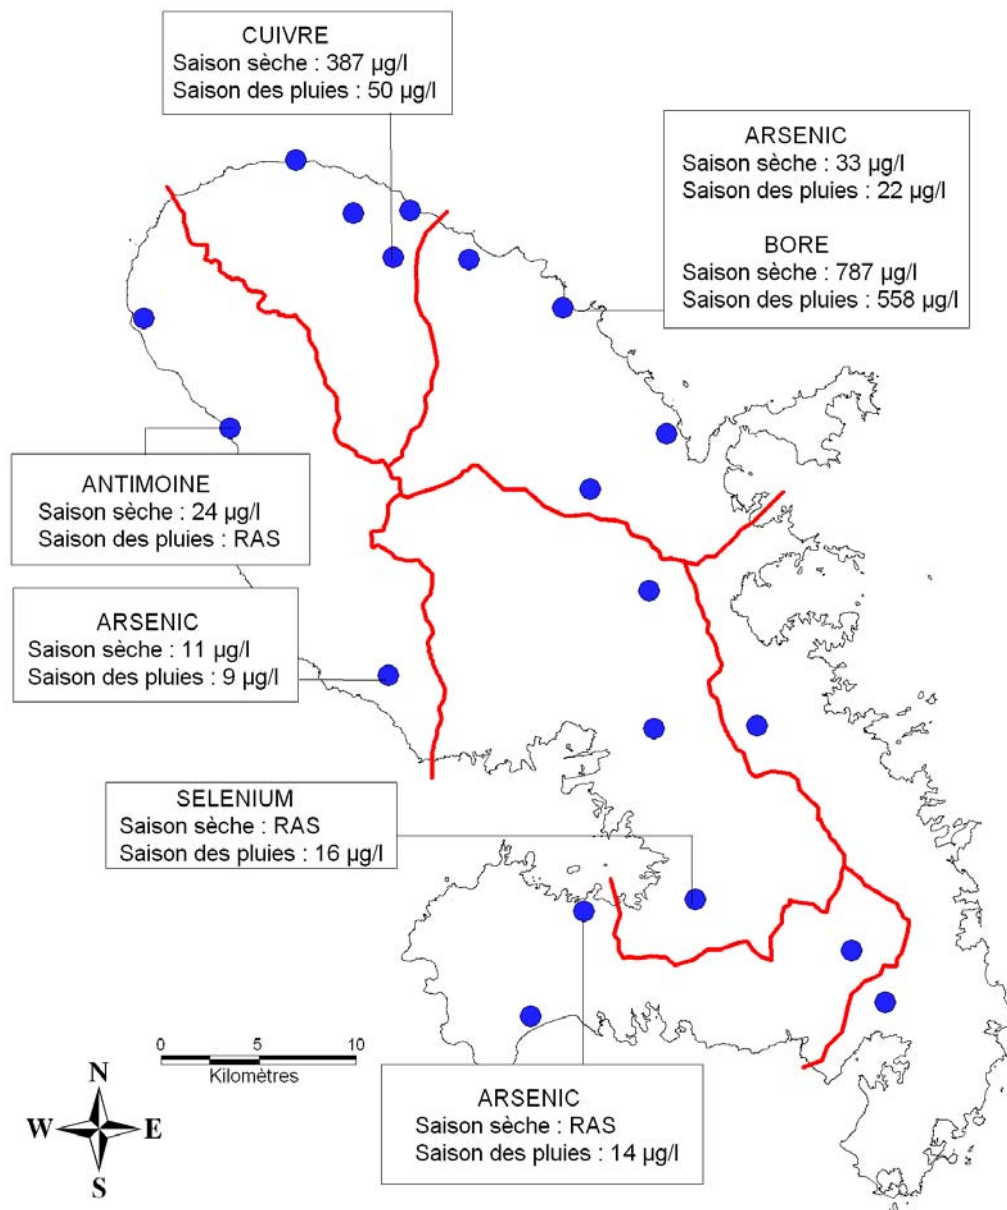 CUIVRE
Saison sèche : 387 µg/l
Saison des pluies : 50 µg/l
ARSENIC
Saison sèche : 33 µg/l
Saison des pluies : 22 µg/l
BORE
Saison sèche : 787 µg/l
Saison des pluies : 558 µg/l
ANTIMOINE
Saison sèche : 24 µg/l
Saison des pluies : RAS
ARSENIC
Saison sèche : 11 µg/l
Saison des pluies : 9 µg/l
SELENIUM
Saison sèche : RAS
Saison des pluies : 16 µg/l
0 5 10
Kilomètres
N
W E
S
ARSENIC
Saison sèche : RAS
Saison des pluies : 14 µg/l